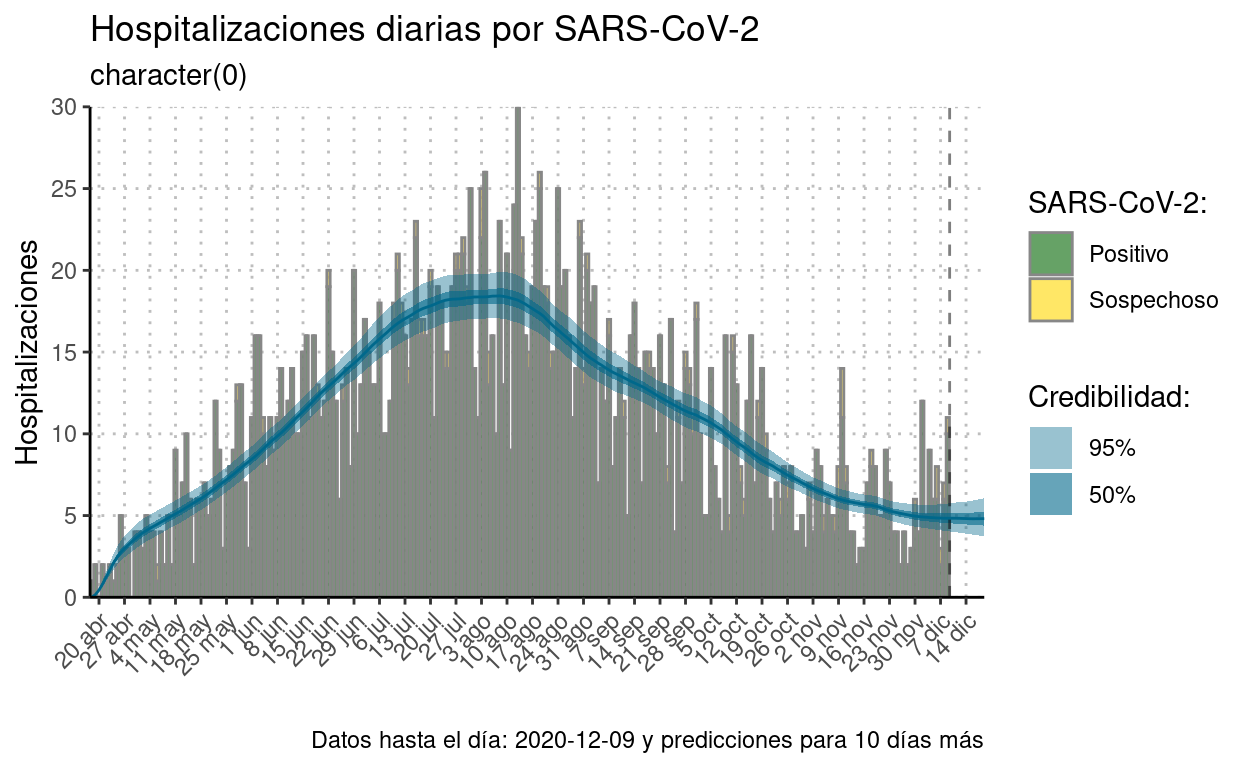 Hospitalizaciones diarias por SARS-CoV-2
character(0)
Hospitalizaciones
30
25
20
15
10
5
0
20 abr
27 abr
4 may
11 may
18 may
25 may
1 jun
8 jun
15 jun
22 jun
29 jun
6 jul
13 jul
20 jul
27 jul
3 ago
10 ago
17 ago
24 ago
31 ago
7 sep
14 sep
21 sep
28 sep
5 oct
12 oct
19 oct
26 oct
2 nov
9 nov
16 nov
23 nov
30 nov
7 dic
14 dic
SARS-CoV-2:
Positivo
Sospechoso
Credibilidad:
95%
50%
Datos hasta el día: 2020-12-09 y predicciones para 10 días más